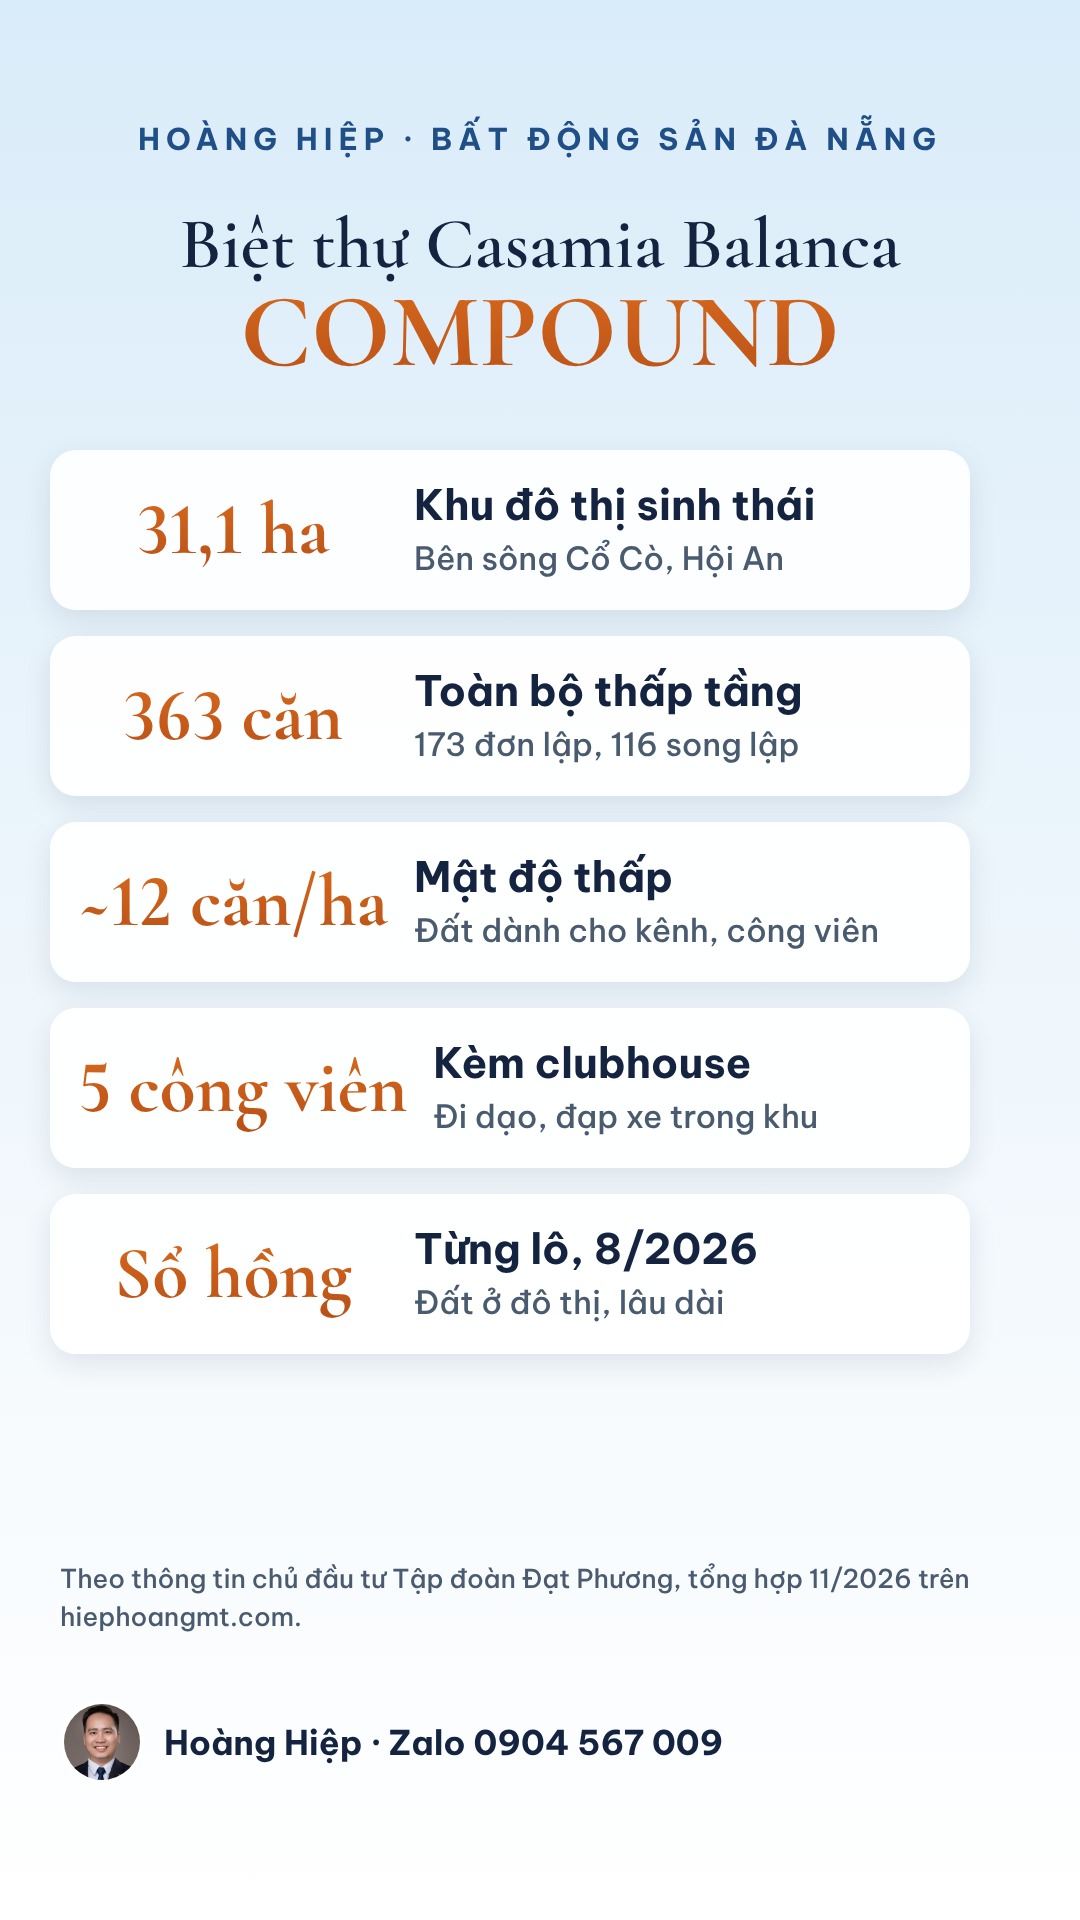 HOÀNG HIỆP · BẤT ĐỘNG SẢN ĐÀ NẴNG
Biệt thự Casamia Balanca
COMPOUND
31,1 ha
Khu đô thị sinh thái
Bên sông Cổ Cò, Hội An
363 căn
Toàn bộ thấp tầng
173 đơn lập, 116 song lập
~12 căn/ha
Mật độ thấp
Đất dành cho kênh, công viên
5 công viên
Kèm clubhouse
Đi dạo, đạp xe trong khu
Sổ hồng
Từng lô, 8/2026
Đất ở đô thị, lâu dài
Theo thông tin chủ đầu tư Tập đoàn Đạt Phương, tổng hợp 11/2026 trên
hiephoangmt.com.
Hoàng Hiệp · Zalo 0904 567 009